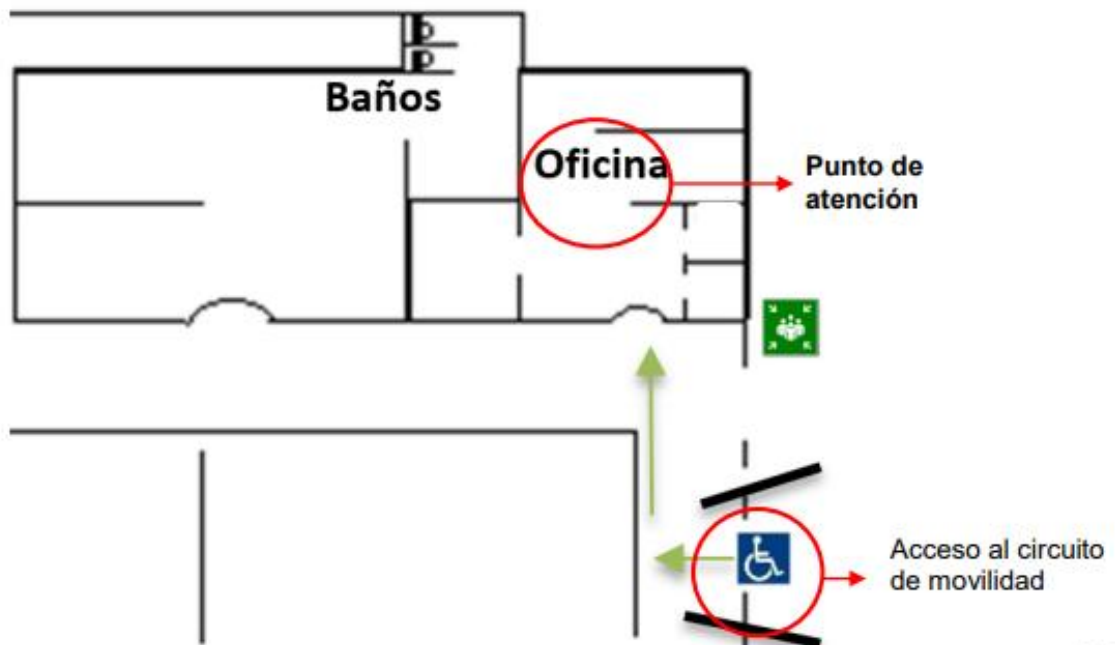 Baños
Oficina
Punto de
atención
Acceso al circuito
de movilidad